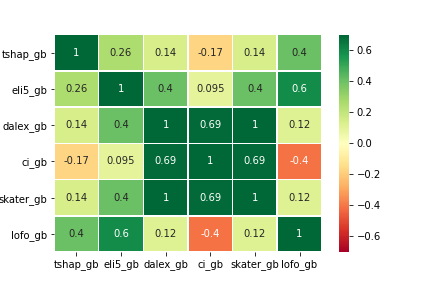 tshap_gb 1 0.26 0.14 -0.17 0.14 0.4
eli5_gb 0.26 1 0.4 0.095 0.4 0.6
dalex_gb 0.14 0.4 1 0.69 1 0.12
ci_gb -0.17 0.095 0.69 1 0.69 -0.4
skater_gb 0.14 0.4 1 0.69 1 0.12
lofo_gb 0.4 0.6 0.12 -0.4 0.12 1
tshap_gb eli5_gb dalex_gb ci_gb skater_gb lofo_gb
0.6
0.4
0.2
0.0
−0.2
−0.4
−0.6